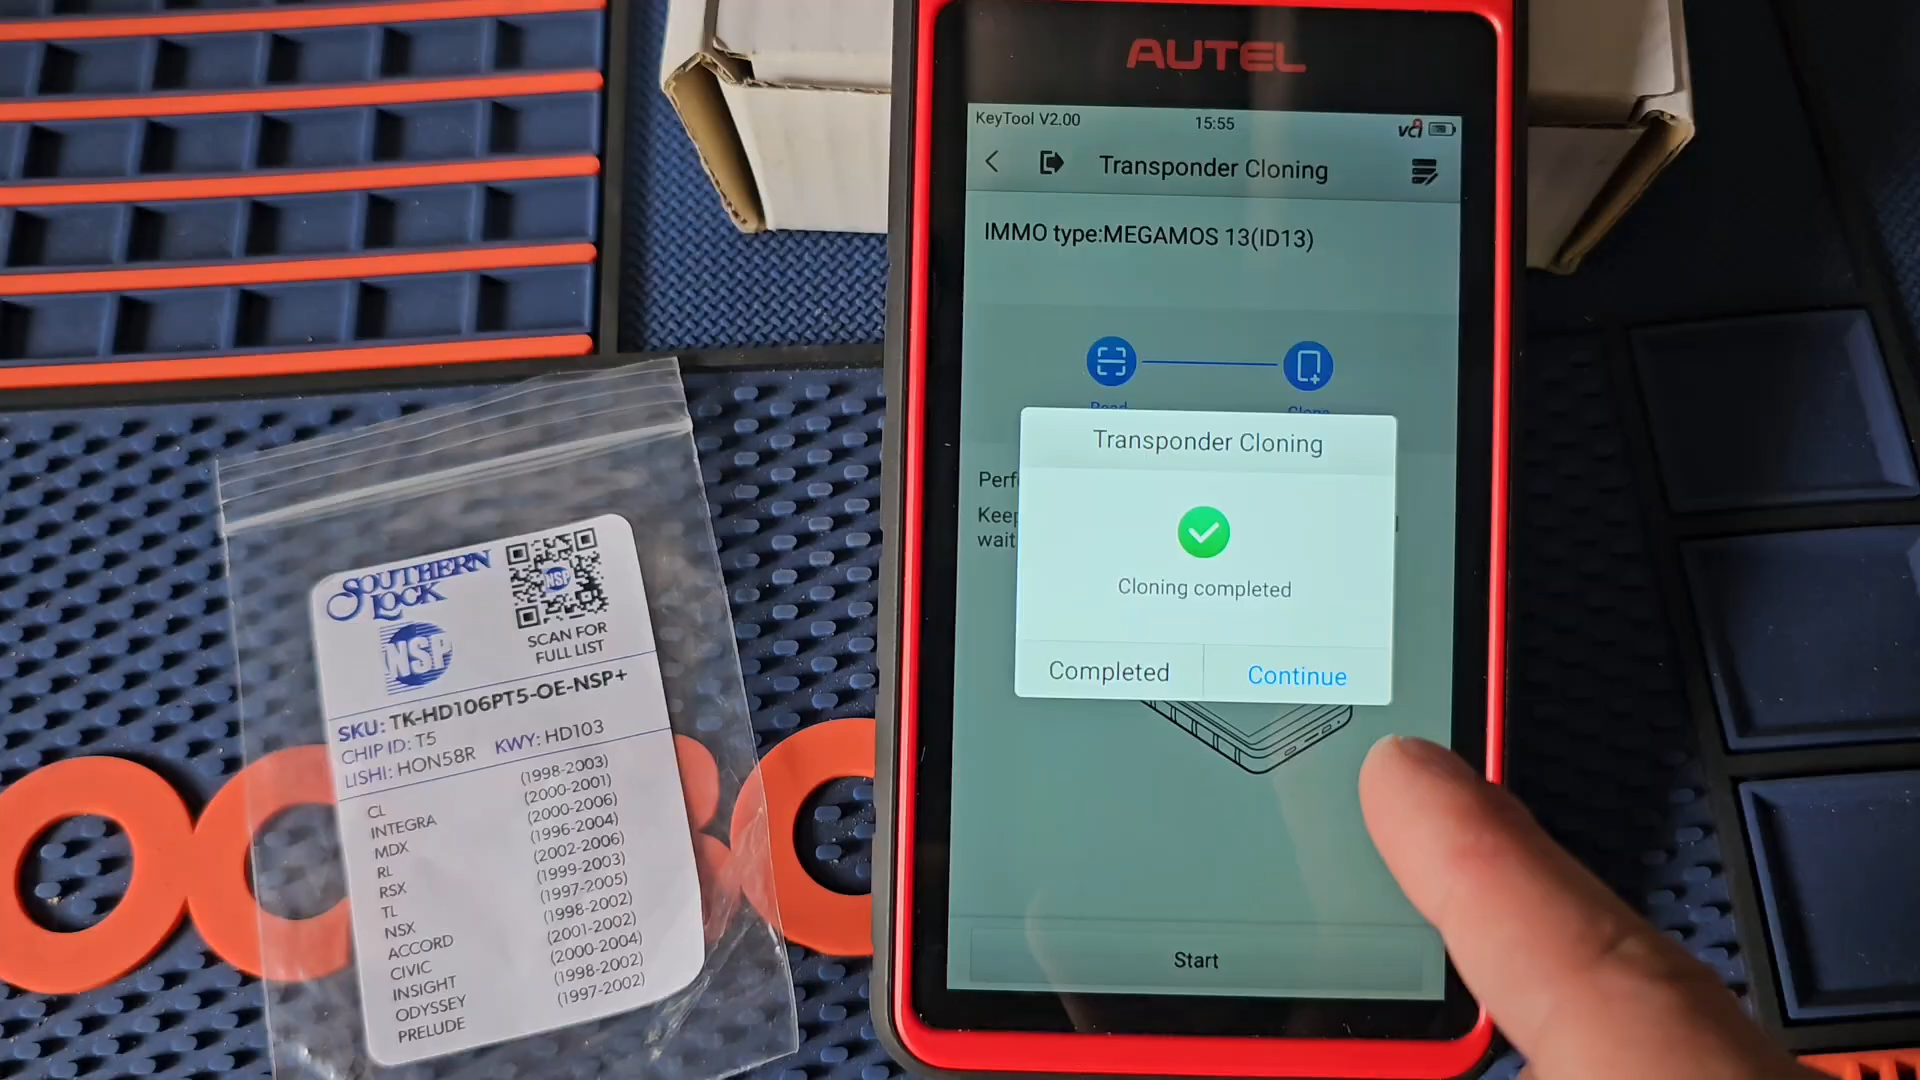 SOUTHERN
LOCK
NSP
NSP
SCAN FOR
FULL LIST
SKU: TK-HD106PT5-OE-NSP+
CHIP ID: T5
LISHI: HON58R KWY: HD103
CL (1998-2003)
INTEGRA (2000-2001)
MDX (2000-2006)
RL (1996-2004)
RSX (2002-2006)
TL (1999-2003)
NSX (1997-2005)
ACCORD (1998-2002)
CIVIC (2001-2002)
INSIGHT (2000-2004)
ODYSSEY (1998-2002)
PRELUDE (1997-2002)
AUTEL
KeyTool V2.00 15:55 VCI
Transponder Cloning
IMMO type:MEGAMOS 13(ID13)
Transponder Cloning
Cloning completed
wait
Completed Continue
Start